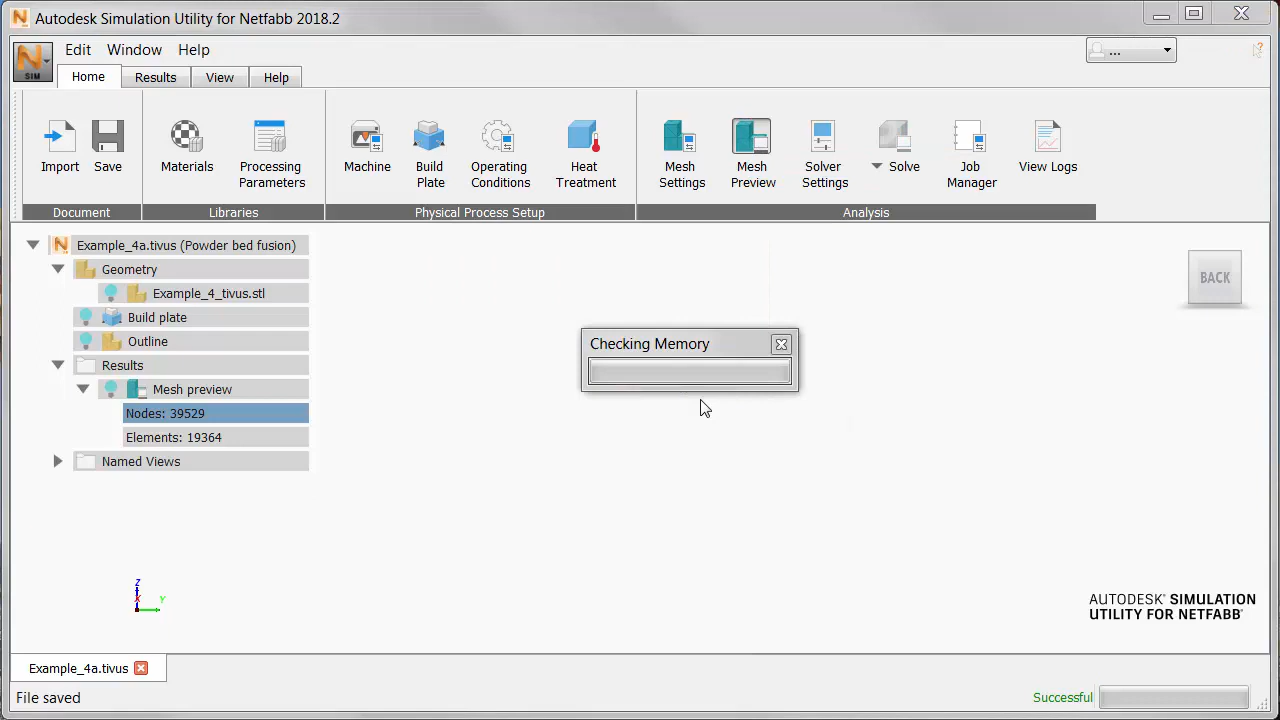 Autodesk Simulation Utility for Netfabb 2018.2
SIM
Edit Window Help
...
Home Results View Help
Import Save Materials Processing Parameters Machine Build Plate Operating Conditions Heat Treatment Mesh Settings Mesh Preview Solver Settings Solve Job Manager View Logs
Document Libraries Physical Process Setup Analysis
Example_4a.tivus (Powder bed fusion)
Geometry
Example_4_tivus.stl
Build plate
Outline
Results
Mesh preview
Nodes: 39529
Elements: 19364
Named Views
BACK
Checking Memory
Z
X
Y
AUTODESK® SIMULATION
UTILITY FOR NETFABB®
Example_4a.tivus
File saved
Successful